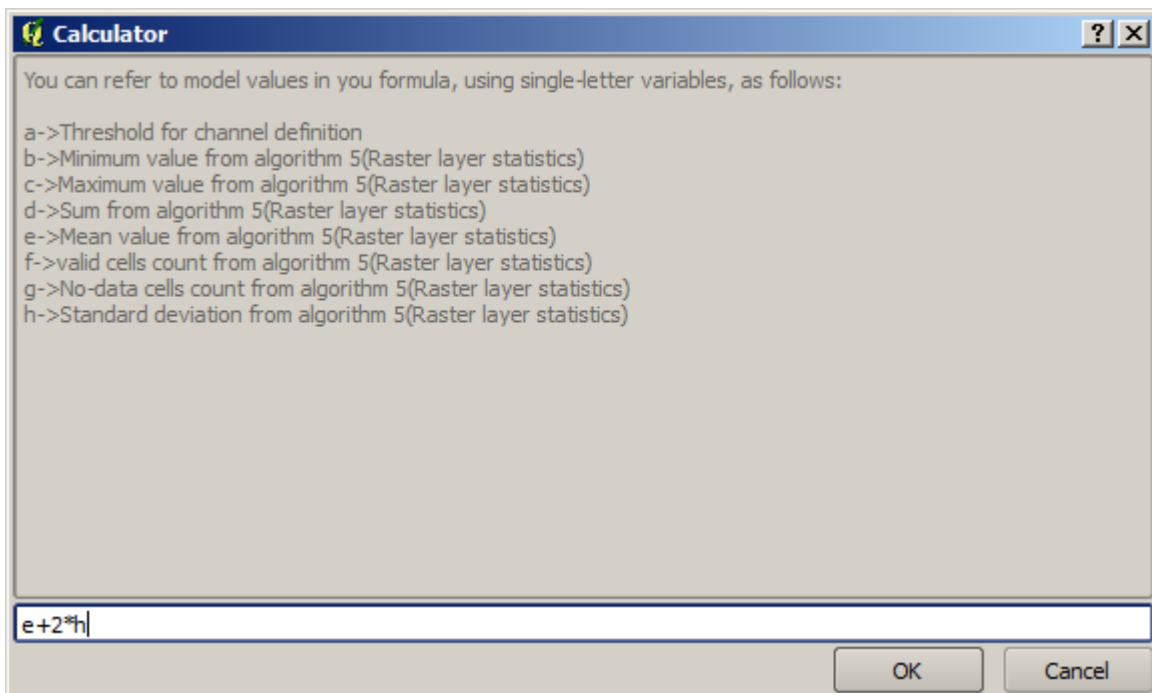 Calculator
You can refer to model values in you formula, using single-letter variables, as follows:
a->Threshold for channel definition
b->Minimum value from algorithm 5(Raster layer statistics)
c->Maximum value from algorithm 5(Raster layer statistics)
d->Sum from algorithm 5(Raster layer statistics)
e->Mean value from algorithm 5(Raster layer statistics)
f->valid cells count from algorithm 5(Raster layer statistics)
g->No-data cells count from algorithm 5(Raster layer statistics)
h->Standard deviation from algorithm 5(Raster layer statistics)
e+2*h
OK Cancel